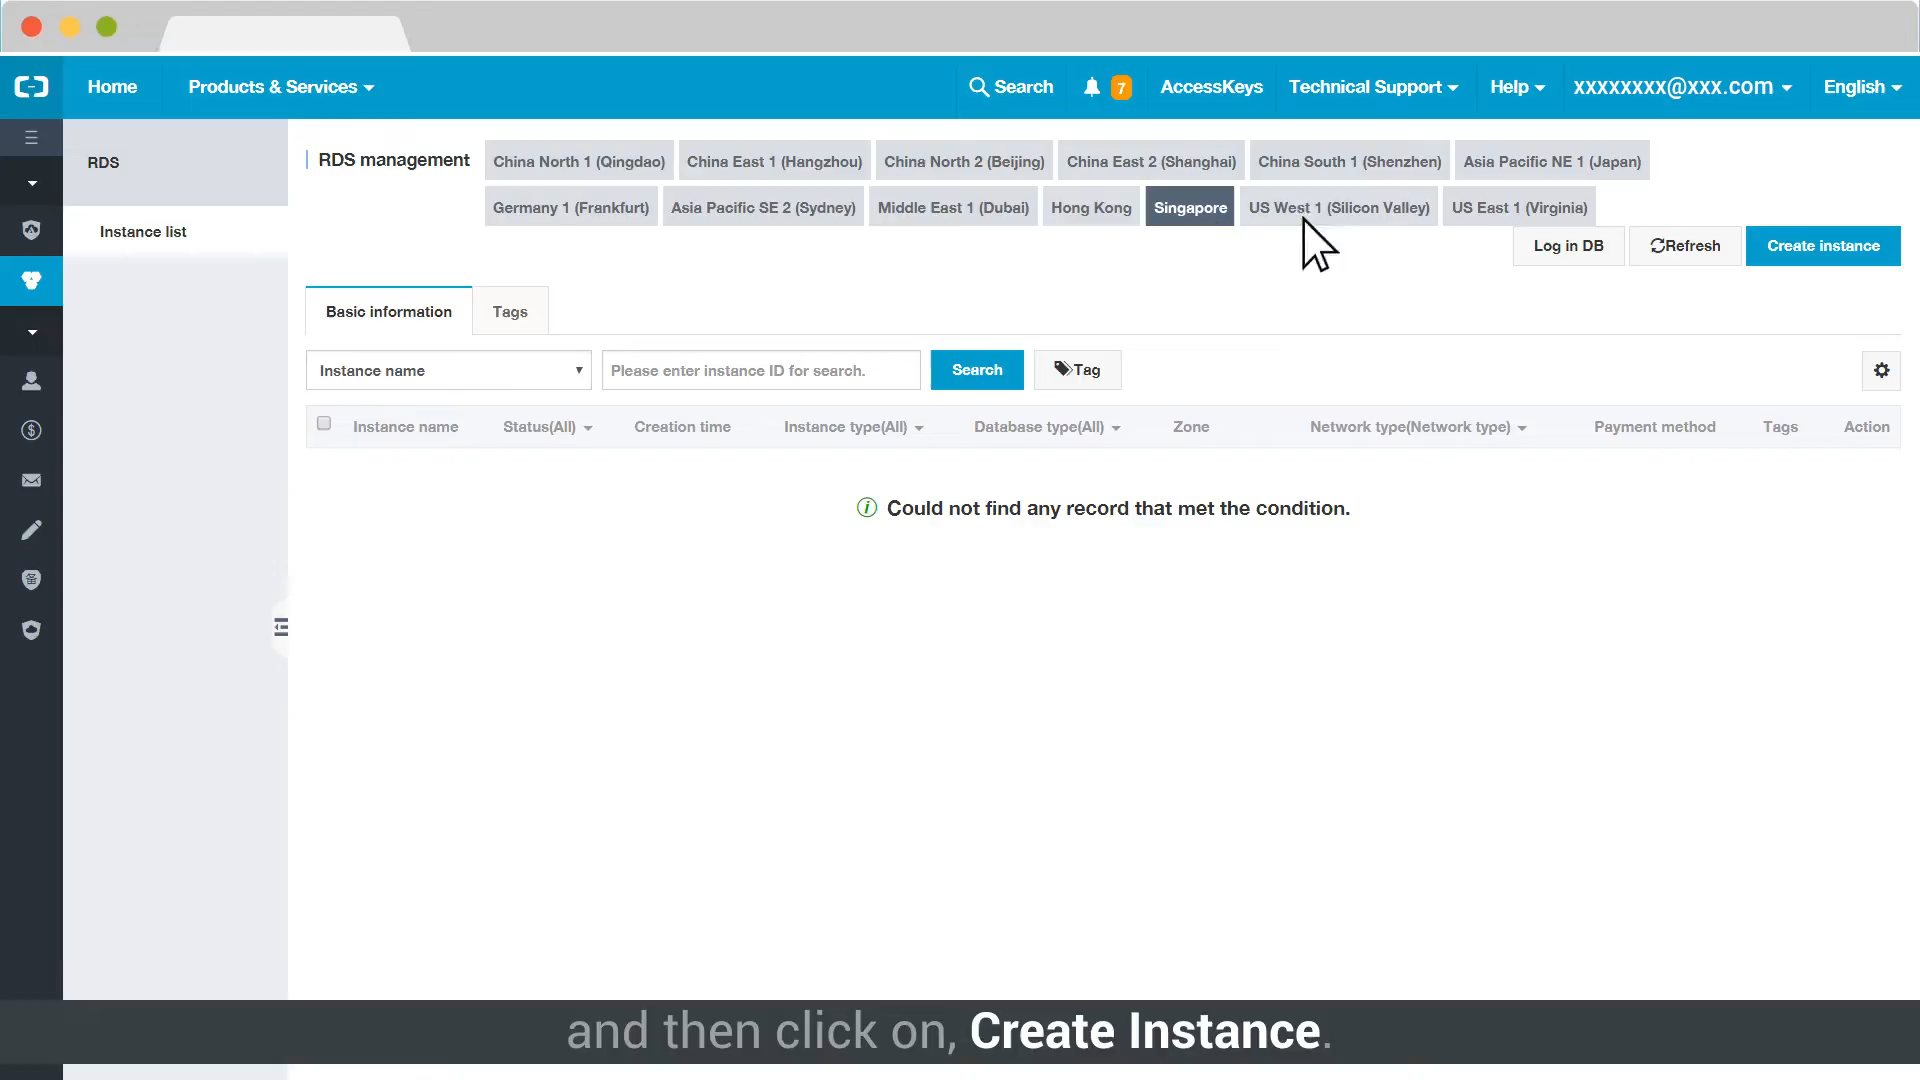 Home Products & Services Search 7 AccessKeys Technical Support Help xxxxxxxx@xxx.com English
RDS
Instance list
RDS management China North 1 (Qingdao) China East 1 (Hangzhou) China North 2 (Beijing) China East 2 (Shanghai) China South 1 (Shenzhen) Asia Pacific NE 1 (Japan)
Germany 1 (Frankfurt) Asia Pacific SE 2 (Sydney) Middle East 1 (Dubai) Hong Kong Singapore US West 1 (Silicon Valley) US East 1 (Virginia)
Log in DB Refresh Create instance
Basic information Tags
Instance name Please enter instance ID for search. Search Tag
Instance name Status(All) Creation time Instance type(All) Database type(All) Zone Network type(Network type) Payment method Tags Action
Could not find any record that met the condition.
备
and then click on, Create Instance.